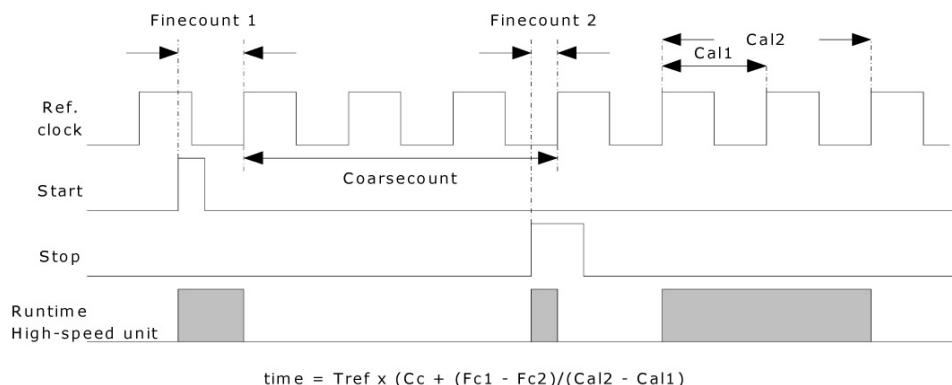 Finecount 1
Finecount 2
Cal2
Cal1
Ref.
clock
Coarsecount
Start
Stop
Runtime
High-speed unit
time = Tref x (Cc + (Fc1 - Fc2)/(Cal2 - Cal1)